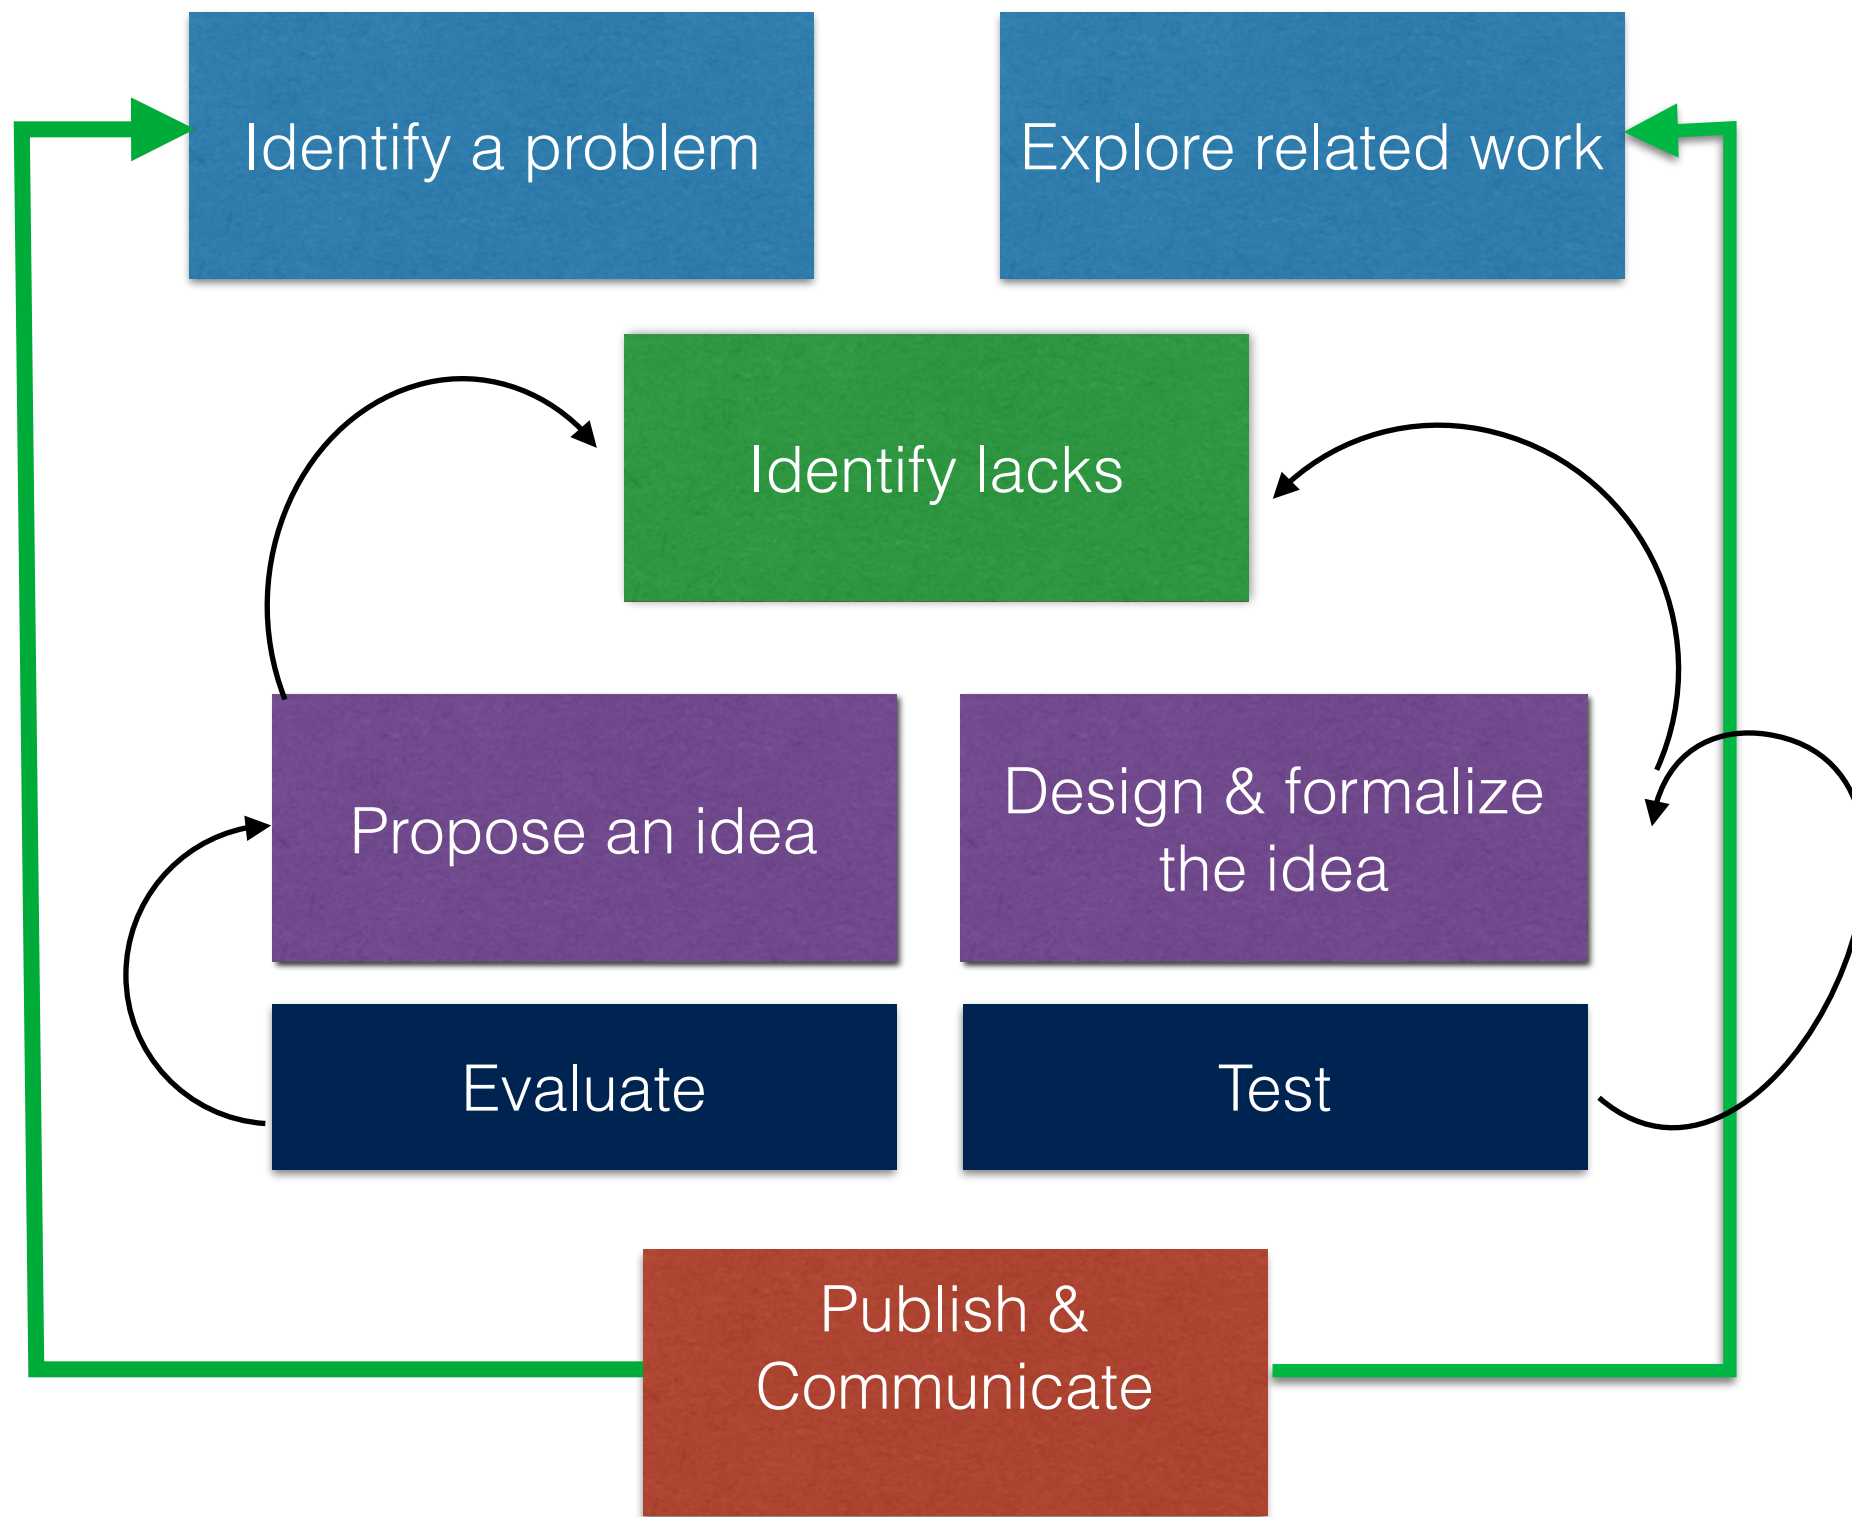 Identify a problem
Explore related work
Identify lacks
Propose an idea
Design & formalize
the idea
Evaluate
Test
Publish &
Communicate